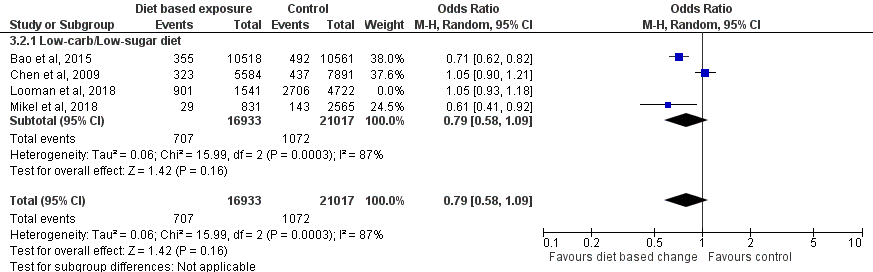 Diet based exposure Control Odds Ratio Odds Ratio
Study or Subgroup Events Total Events Total Weight M-H, Random, 95% CI M-H, Random, 95% CI
3.2.1 Low-carb/Low-sugar diet
Bao et al, 2015 355 10518 492 10561 38.0% 0.71 [0.62, 0.82]
Chen et al, 2009 323 5584 437 7891 37.6% 1.05 [0.90, 1.21]
Looman et al, 2018 901 1541 2706 4722 0.0% 1.05 [0.93, 1.18]
Mikel et al, 2018 29 831 143 2565 24.5% 0.61 [0.41, 0.92]
Subtotal (95% CI) 16933 21017 100.0% 0.79 [0.58, 1.09]
Total events 707 1072
Heterogeneity: Tau² = 0.06; Chi² = 15.99, df = 2 (P = 0.0003); I² = 87%
Test for overall effect: Z = 1.42 (P = 0.16)
Total (95% CI) 16933 21017 100.0% 0.79 [0.58, 1.09]
Total events 707 1072
Heterogeneity: Tau² = 0.06; Chi² = 15.99, df = 2 (P = 0.0003); I² = 87%
Test for overall effect: Z = 1.42 (P = 0.16)
Test for subgroup differences: Not applicable
0.1 0.2 0.5 1 2 5 10
Favours diet based change Favours control